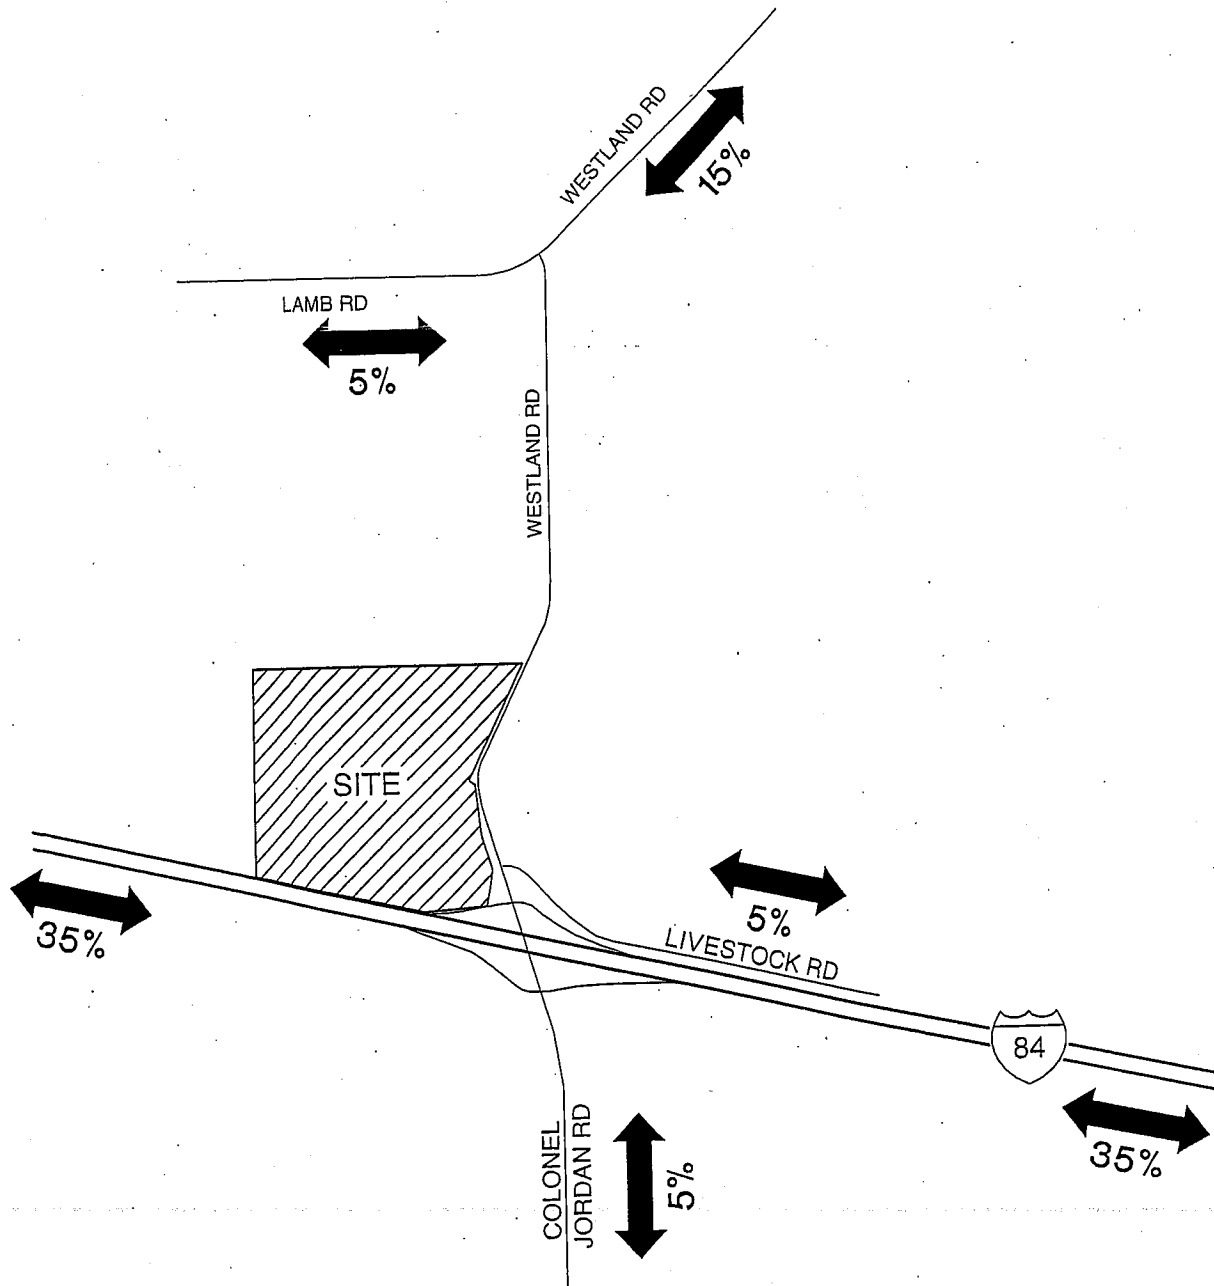 WESTLAND RD
15%
LAMB RD
5%
WESTLAND RD
SITE
35%
5%
LIVESTOCK RD
84
35%
COLONEL
JORDAN RD
5%